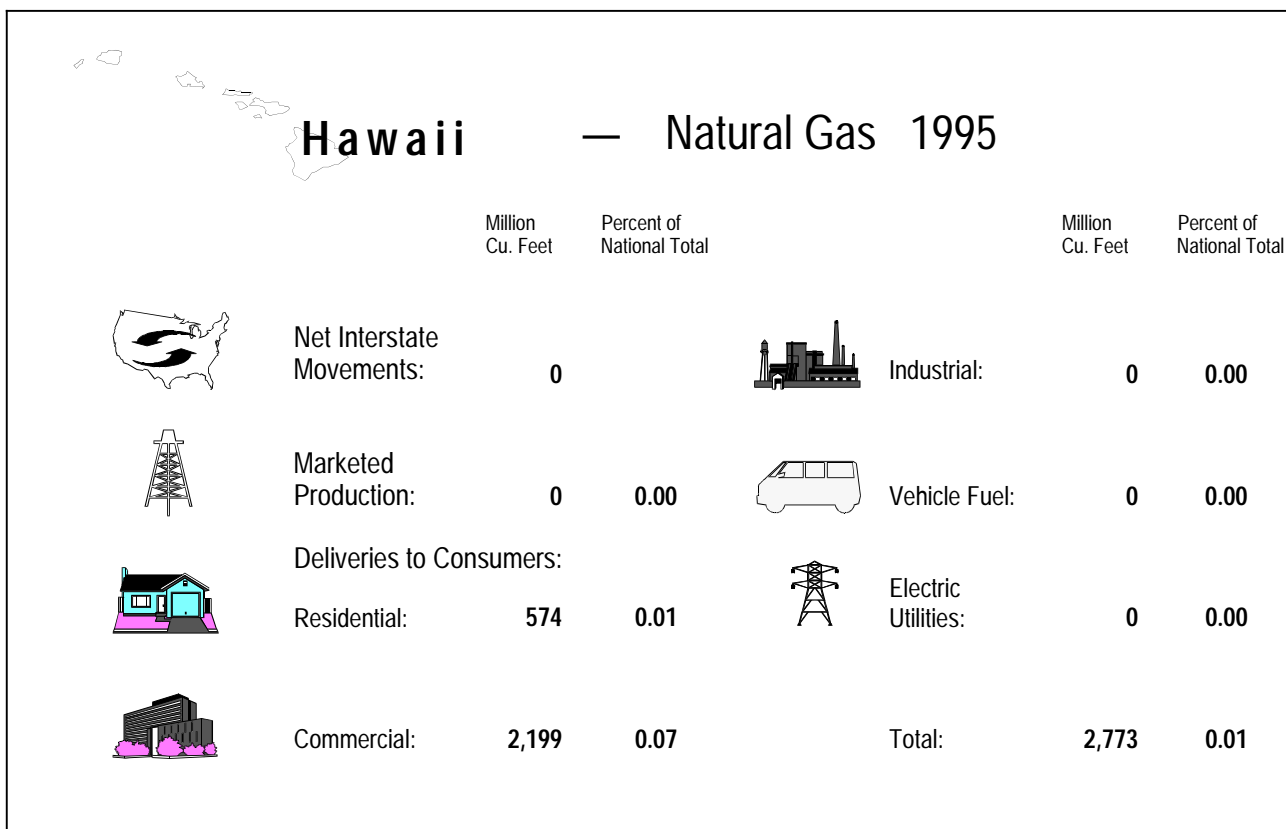 Hawaii — Natural Gas 1995
Million Cu. Feet
Percent of National Total
Million Cu. Feet
Percent of National Total
Net Interstate
Movements: 0
Industrial: 0 0.00
Marketed
Production: 0 0.00
Vehicle Fuel: 0 0.00
Deliveries to Consumers:
Residential: 574 0.01
Electric
Utilities: 0 0.00
Commercial: 2,199 0.07
Total: 2,773 0.01